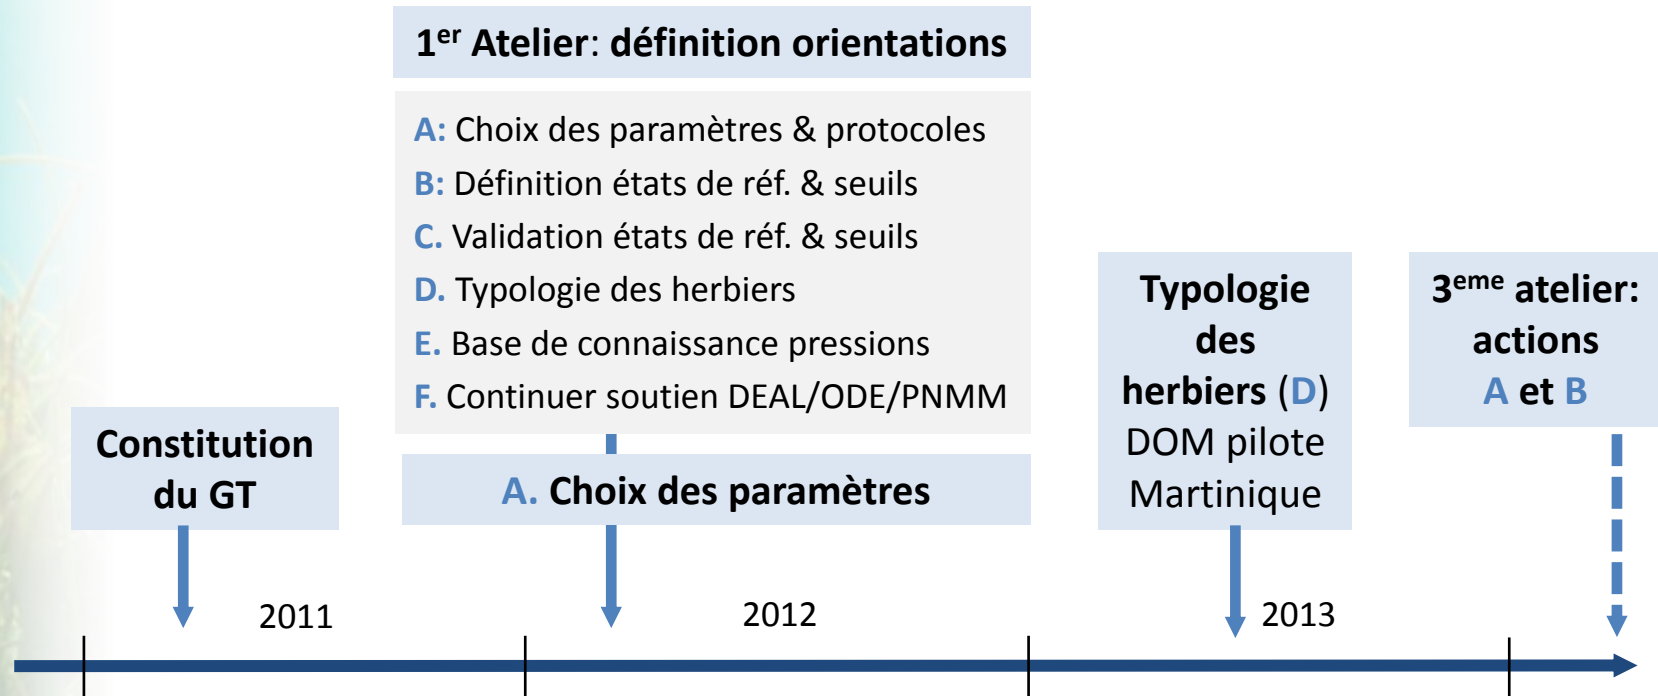 1er Atelier: définition orientations
A: Choix des paramètres & protocoles
B: Définition états de réf. & seuils
C. Validation états de réf. & seuils
D. Typologie des herbiers
E. Base de connaissance pressions
F. Continuer soutien DEAL/ODE/PNMM
A. Choix des paramètres
Constitution
du GT
Typologie
des
herbiers (D)
DOM pilote
Martinique
3eme atelier:
actions
A et B
2011
2012
2013